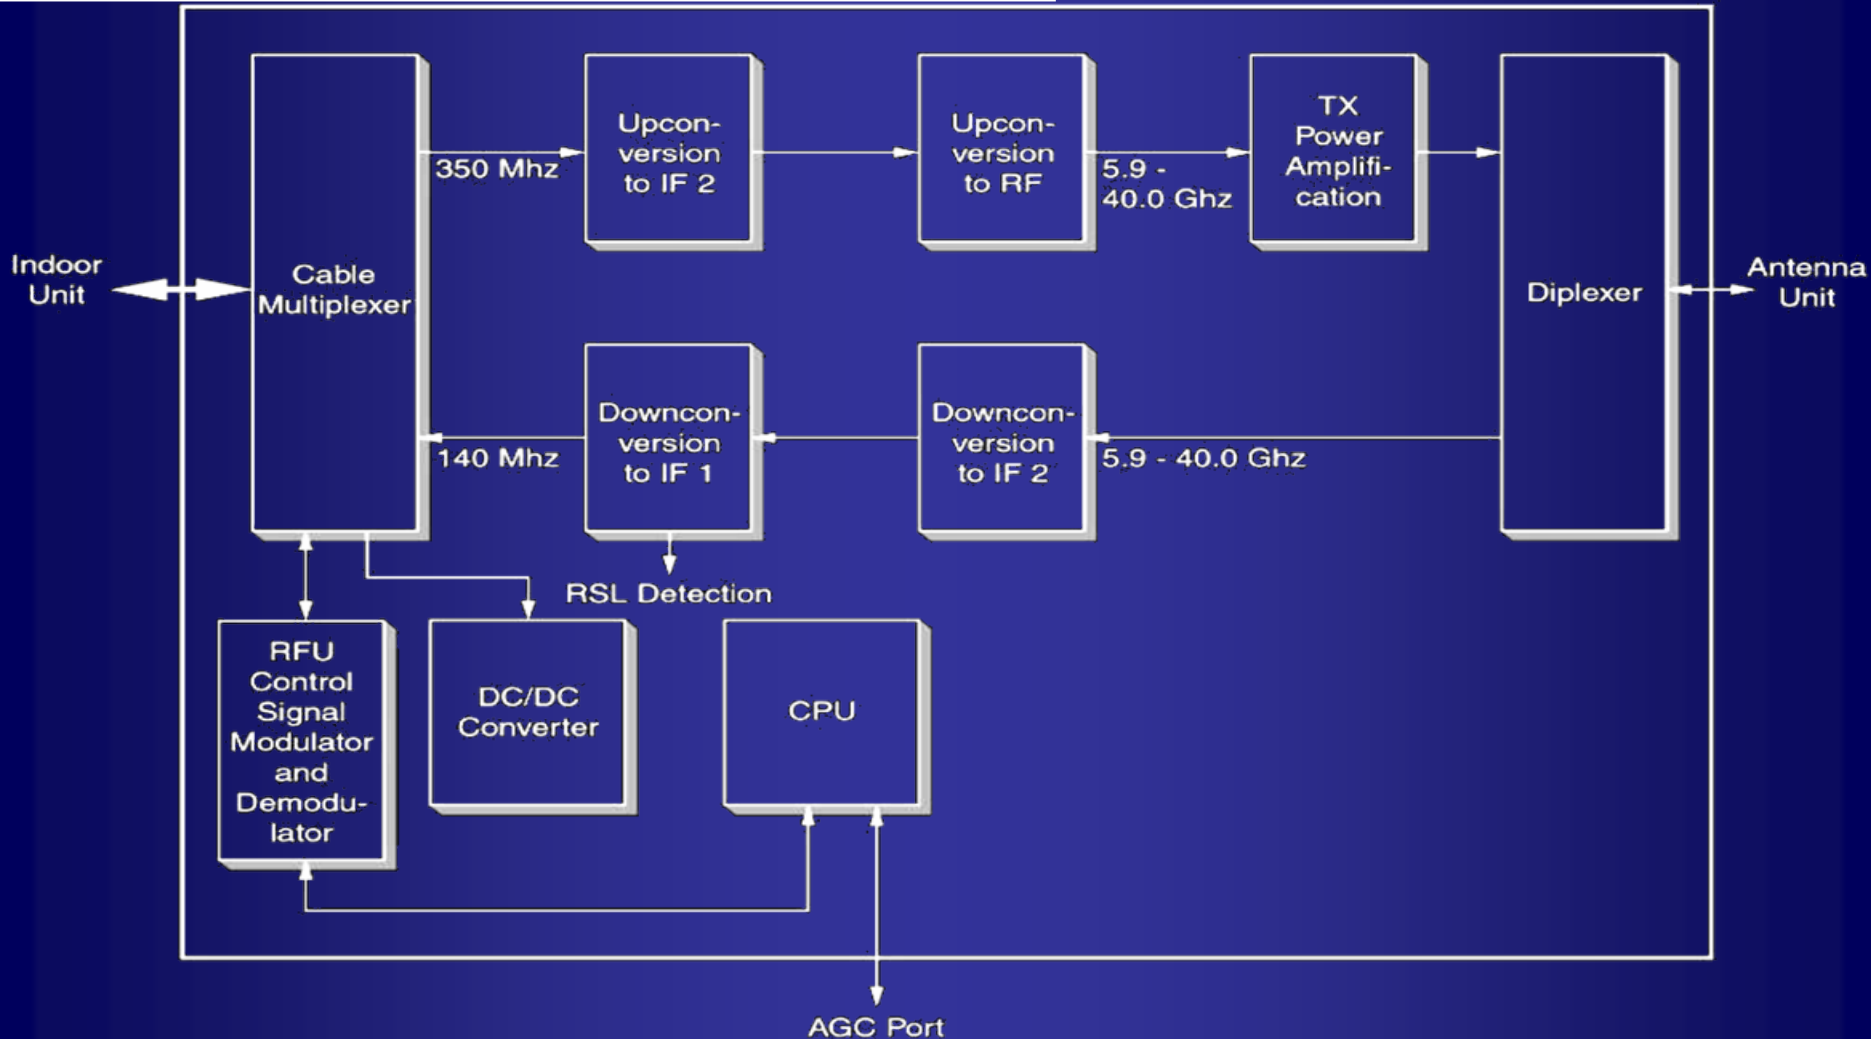 Upcon-
version
to IF 2
Upcon-
version
to RF
TX
Power
Amplifi-
cation
350 Mhz
5.9 -
40.0 Ghz
Indoor
Unit
Cable
Multiplexer
Diplexer
Antenna
Unit
Downcon-
version
to IF 1
Downcon-
version
to IF 2
140 Mhz
5.9 - 40.0 Ghz
RSL Detection
RFU
Control
Signal
Modulator
and
Demodu-
lator
DC/DC
Converter
CPU
AGC Port